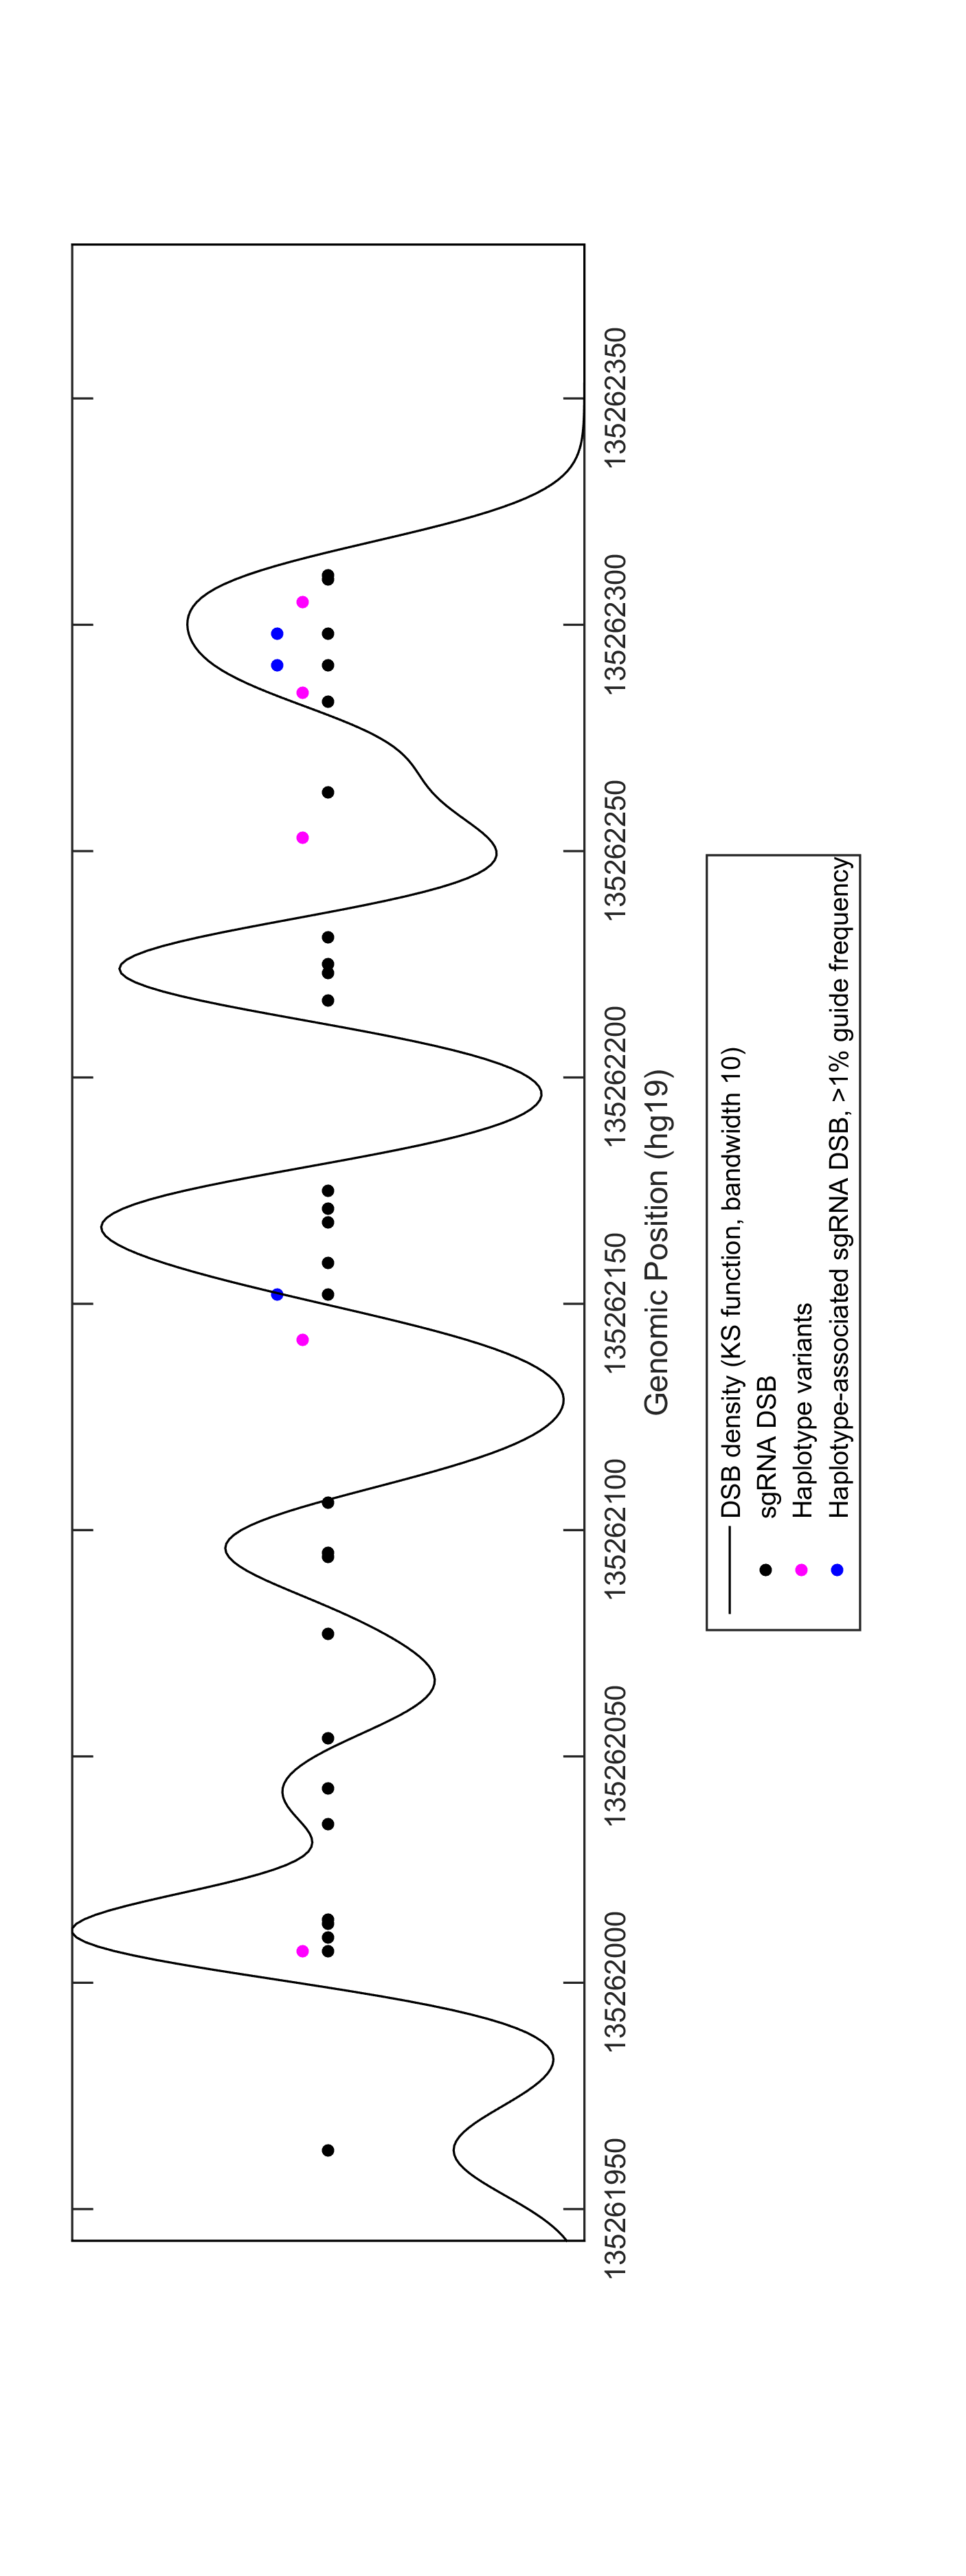 135261950
135262000
135262050
135262100
135262150
135262200
135262250
135262300
135262350
Genomic Position (hg19)
DSB density (KS function, bandwidth 10)
sgRNA DSB
Haplotype variants
Haplotype-associated sgRNA DSB, >1% guide frequency